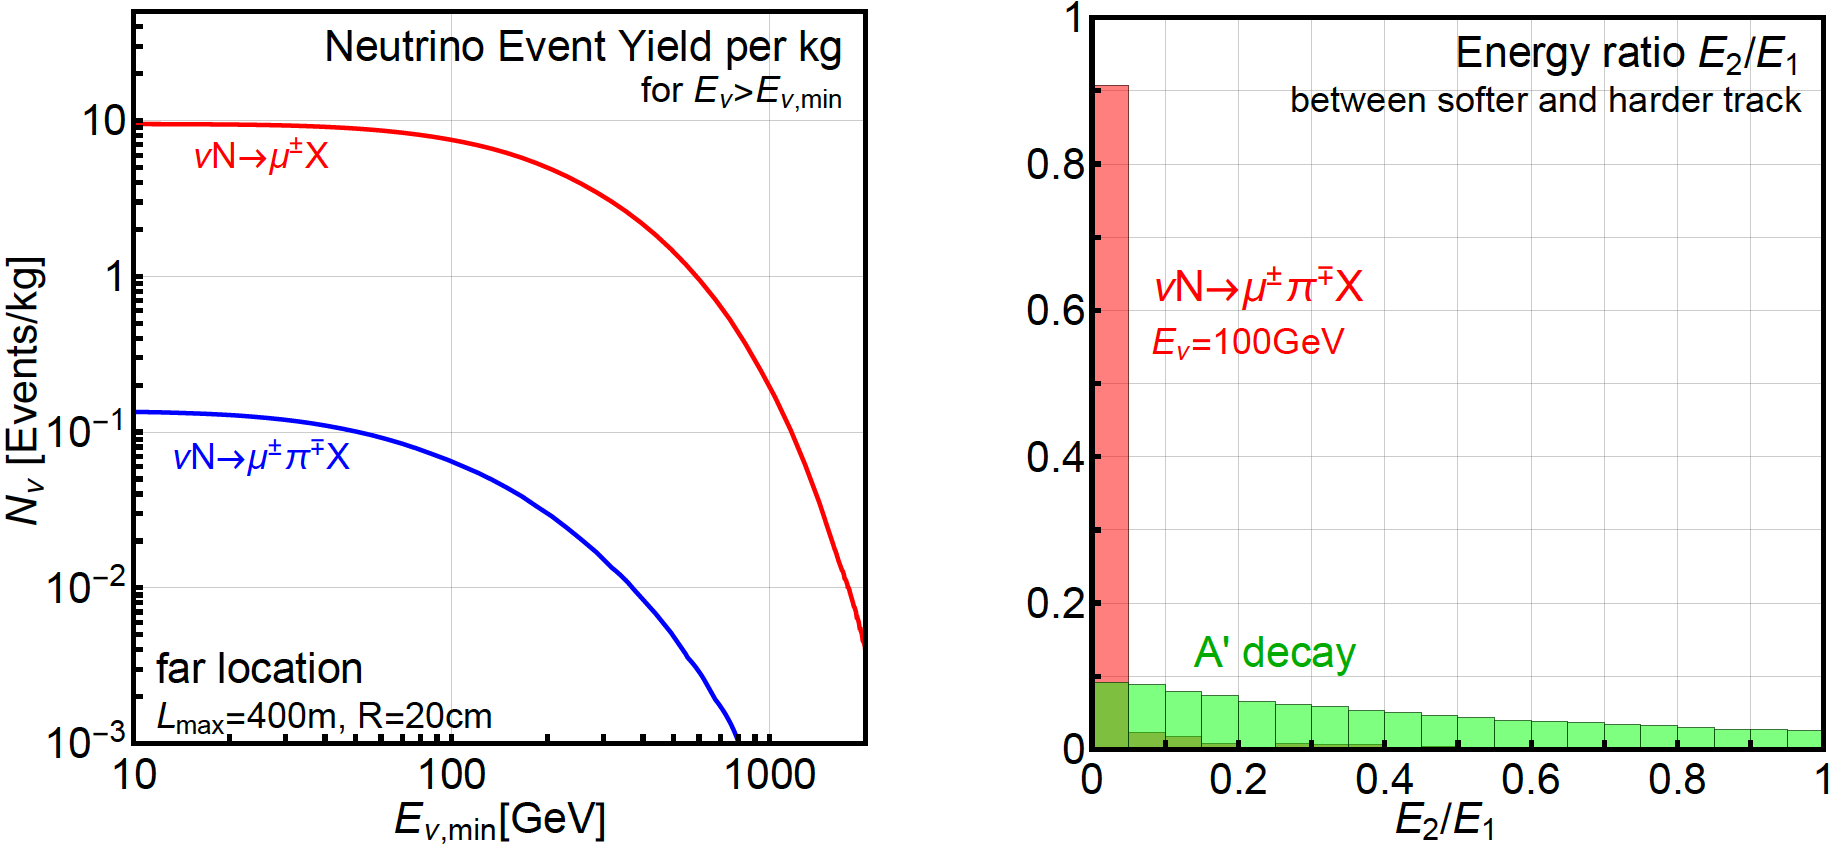 Neutrino Event Yield per kg
for Eν>Eν,min
10
νN→μ±X
1
10−1
νN→μ±π∓X
10−2
far location
Lmax=400m, R=20cm
10−3
10 100 1000
Eν,min[GeV]
Nν [Events/kg]
1
Energy ratio E2/E1
between softer and harder track
0.8
νN→μ±π∓X
0.6
Eν=100GeV
0.4
0.2
A' decay
0
0 0.2 0.4 0.6 0.8 1
E2/E1